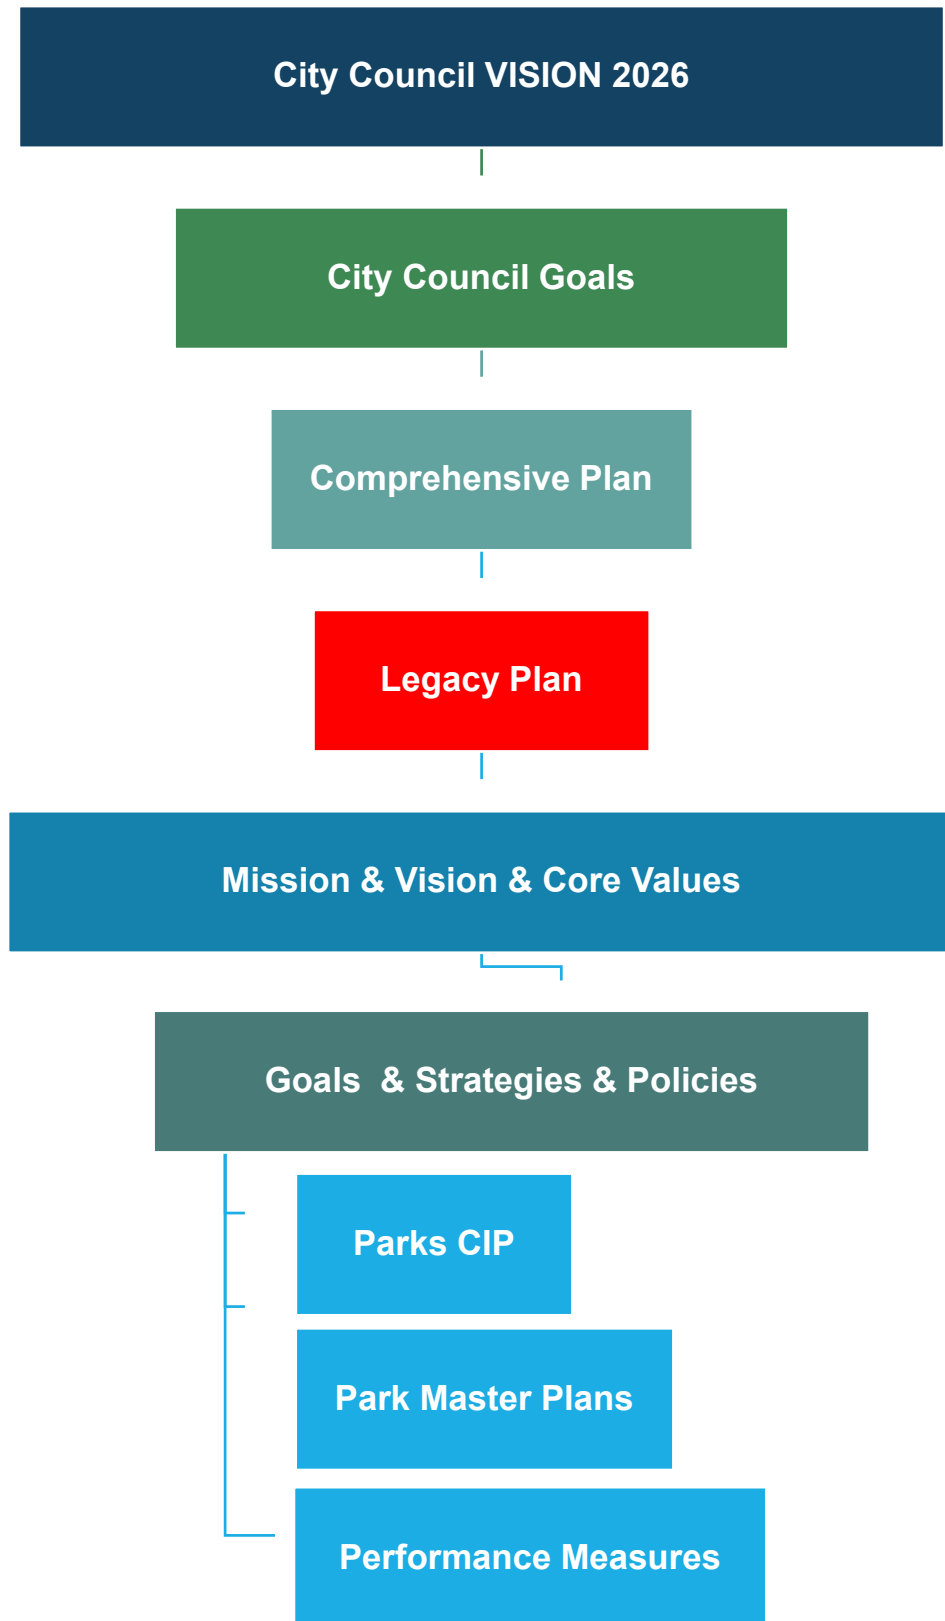 City Council VISION 2026
City Council Goals
Comprehensive Plan
Legacy Plan
Mission & Vision & Core Values
Goals  & Strategies & Policies
Parks CIP
Park Master Plans
Performance Measures